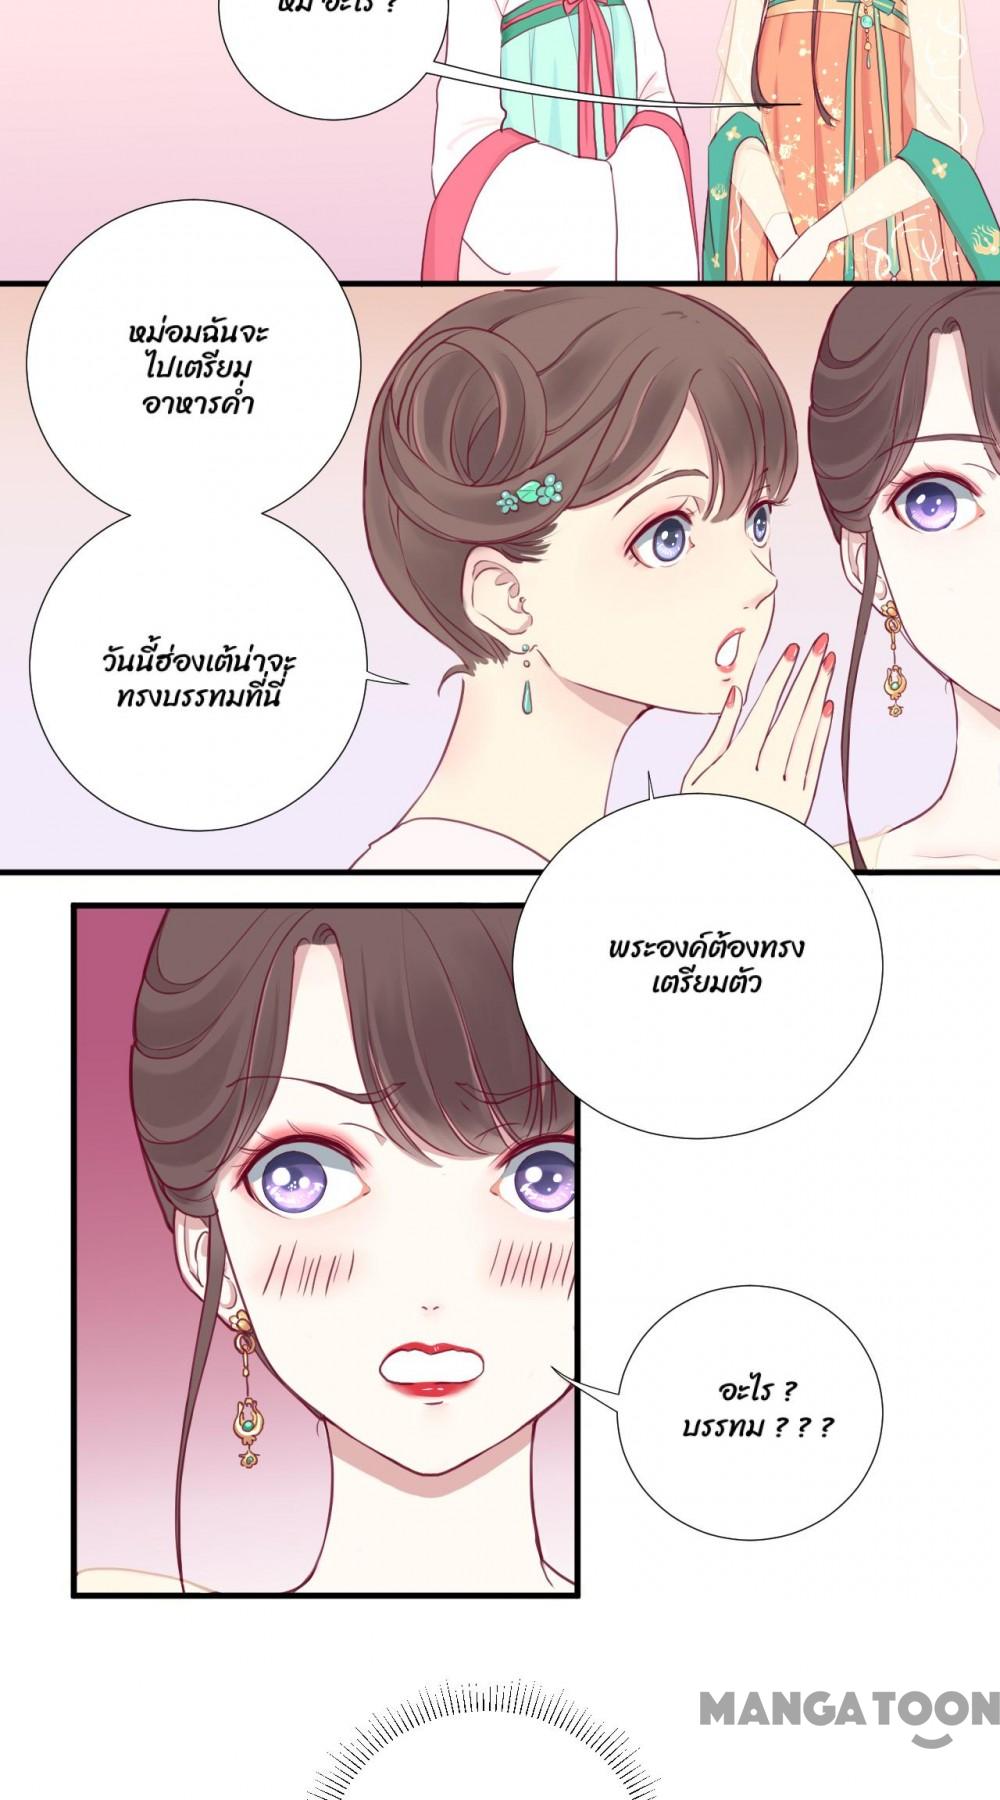 หม่อมฉันจะ
ไปเตรียม
อาหารค่ำ
วันนี้ฮ่องเต้น่าจะ
ทรงบรรทมที่นี่
พระองค์ต้องทรง
เตรียมตัว
อะไร ?
บรรทม ? ? ?
MANGATOON